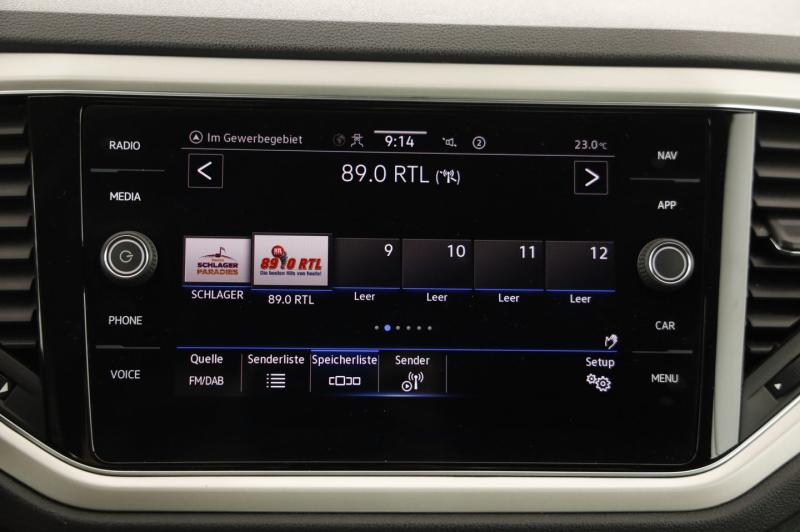 RADIO
MEDIA
PHONE
VOICE
Im Gewerbegebiet
9:14
2
23.0°C
< 89.0 RTL >
SCHLAGER
PARADIES
RTL
89.0 RTL
Die besten Hits von heute!
9
10
11
12
SCHLAGER
89.0 RTL
Leer
Leer
Leer
Leer
Quelle
FM/DAB
Senderliste
Speicherliste
Sender
Setup
NAV
APP
CAR
MENU